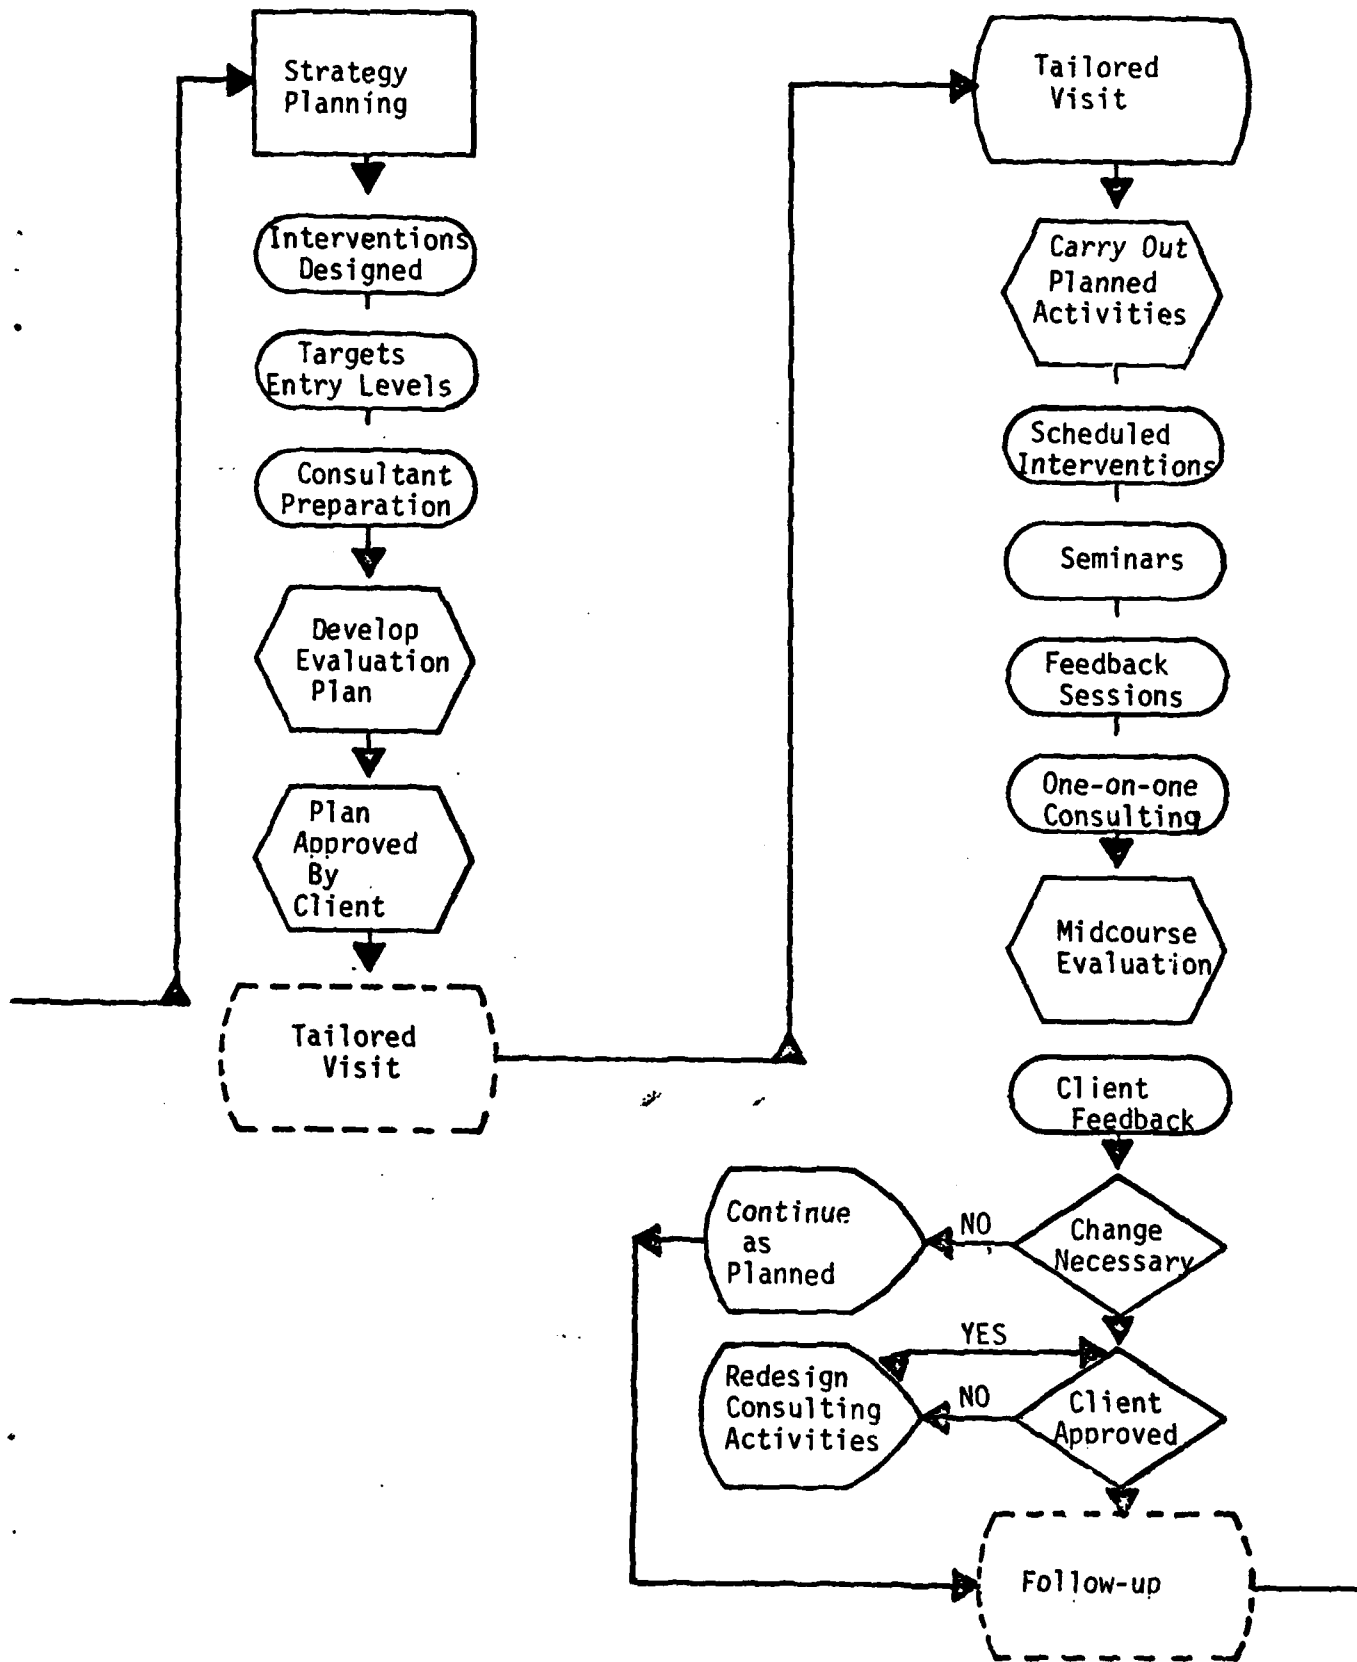 Strategy
Planning
Interventions
Designed
Targets
Entry Levels
Consultant
Preparation
Develop
Evaluation
Plan
Plan
Approved
By
Client
Tailored
Visit
Tailored
Visit
Carry Out
Planned
Activities
Scheduled
Interventions
Seminars
Feedback
Sessions
One-on-one
Consulting
Midcourse
Evaluation
Client
Feedback
Change
Necessary
NO
Continue
as
Planned
YES
Client
Approved
NO
Redesign
Consulting
Activities
Follow-up